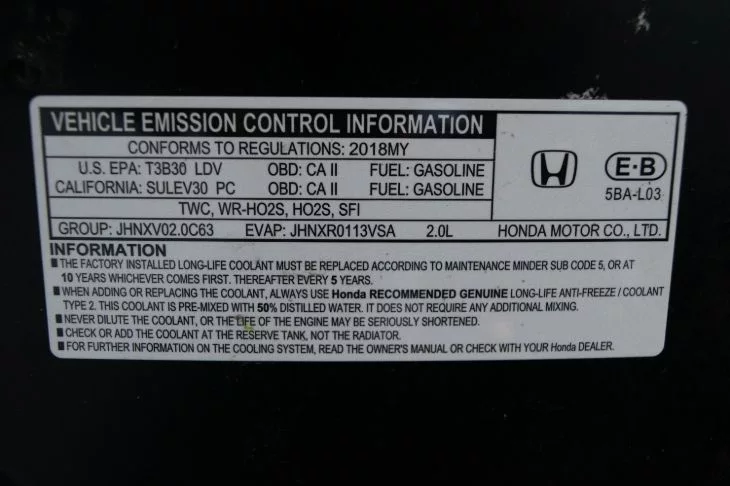 VEHICLE EMISSION CONTROL INFORMATION
CONFORMS TO REGULATIONS: 2018MY
U.S. EPA: T3B30 LDV OBD: CA II FUEL: GASOLINE
CALIFORNIA: SULEV30 PC OBD: CA II FUEL: GASOLINE
TWC, WR-HO2S, HO2S, SFI
E·B
5BA-L03
GROUP: JHNXV02.0C63 EVAP: JHNXR0113VSA 2.0L HONDA MOTOR CO., LTD.
INFORMATION
■ THE FACTORY INSTALLED LONG-LIFE COOLANT MUST BE REPLACED ACCORDING TO MAINTENANCE MINDER SUB CODE 5, OR AT
10 YEARS WHICHEVER COMES FIRST. THEREAFTER EVERY 5 YEARS.
■ WHEN ADDING OR REPLACING THE COOLANT, ALWAYS USE Honda RECOMMENDED GENUINE LONG-LIFE ANTI-FREEZE / COOLANT
TYPE 2. THIS COOLANT IS PRE-MIXED WITH 50% DISTILLED WATER. IT DOES NOT REQUIRE ANY ADDITIONAL MIXING.
■ NEVER DILUTE THE COOLANT, OR THE LIFE OF THE ENGINE MAY BE SERIOUSLY SHORTENED.
■ CHECK OR ADD THE COOLANT AT THE RESERVE TANK, NOT THE RADIATOR.
■ FOR FURTHER INFORMATION ON THE COOLING SYSTEM, READ THE OWNER'S MANUAL OR CHECK WITH YOUR Honda DEALER.